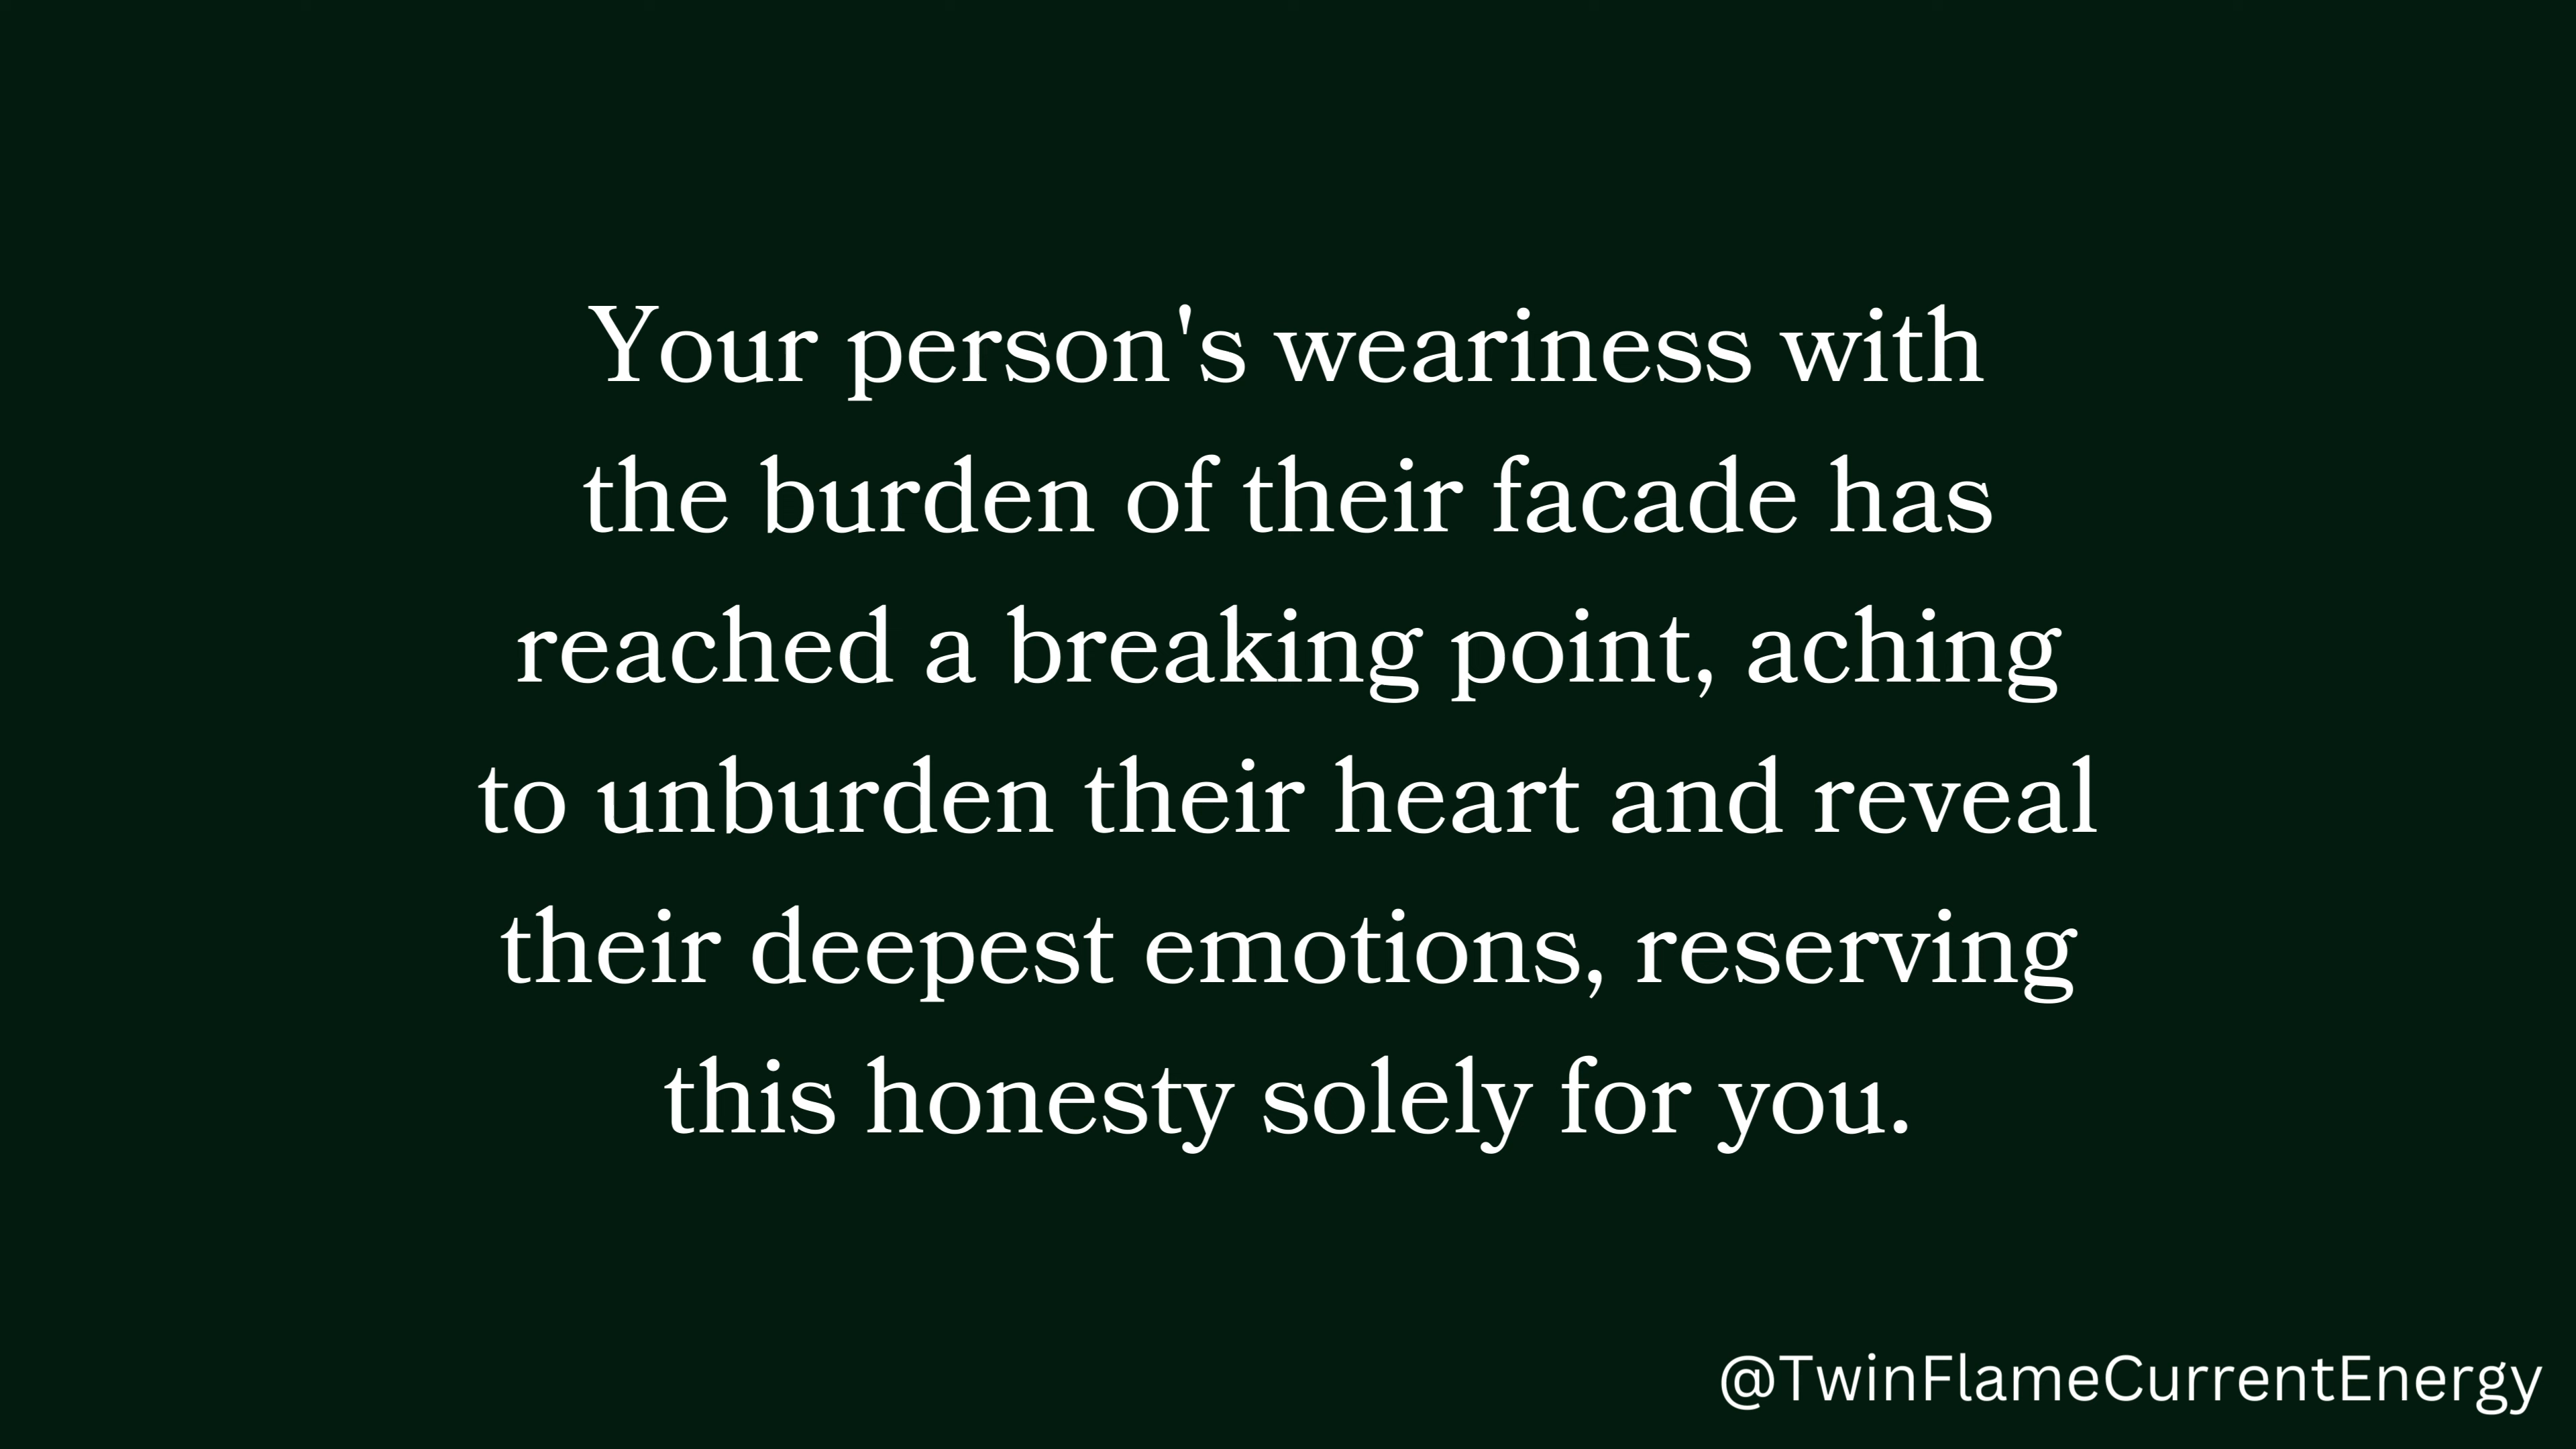 Your person's weariness with
the burden of their facade has
reached a breaking point, aching
to unburden their heart and reveal
their deepest emotions, reserving
this honesty solely for you.
@TwinFlameCurrentEnergy